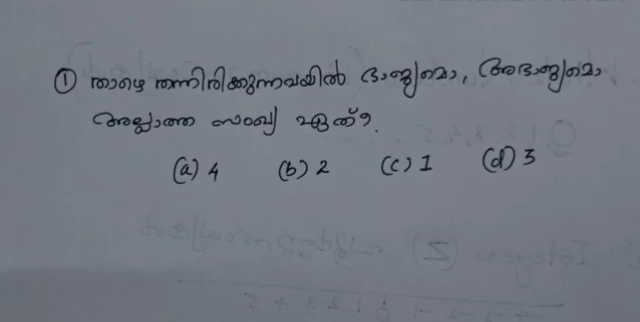 ① താഴെ തന്നിരിക്കുന്നവയിൽ ഭാജ്യമൊ, അഭാജ്യമൊ
അല്ലാത്ത സംഖ്യ ഏത്?
(a) 4 (b) 2 (c) 1 (d) 3